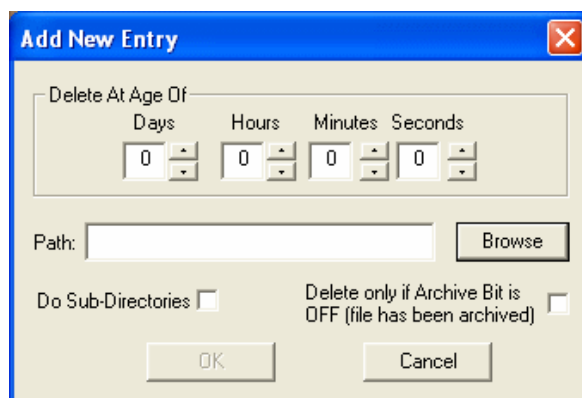 Add New Entry
Delete At Age Of
Days Hours Minutes Seconds
0 0 0 0
Path: Browse
Do Sub-Directories Delete only if Archive Bit is
OFF (file has been archived)
OK Cancel